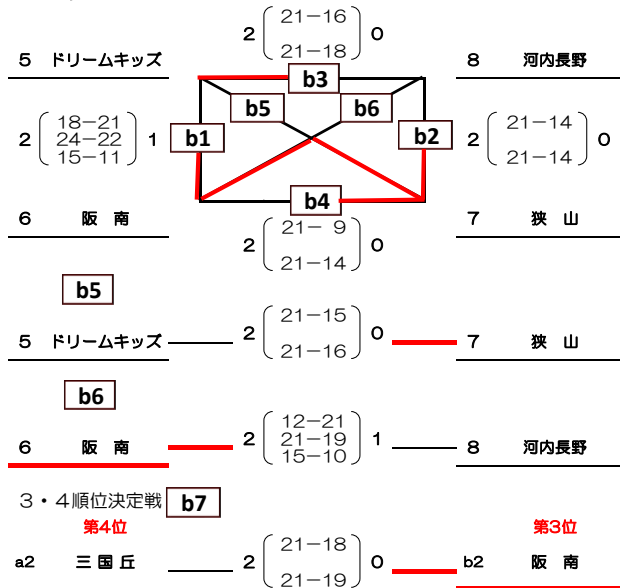 2 21-16 0
21-18
5 ドリームキッズ b3 8 河内長野
b5 b6
18-21
2 24-22 1 b1 b2 2 21-14 0
15-11 21-14
b4
6 阪 南 7 狭 山
2 21- 9 0
21-14
b5
5 ドリームキッズ 2 21-15 0 7 狭 山
21-16
b6
12-21
6 阪 南 2 21-19 1 8 河内長野
15-10
3・4順位決定戦 b7
第4位 第3位
a2 三国丘 2 21-18 0 b2 阪 南
21-19